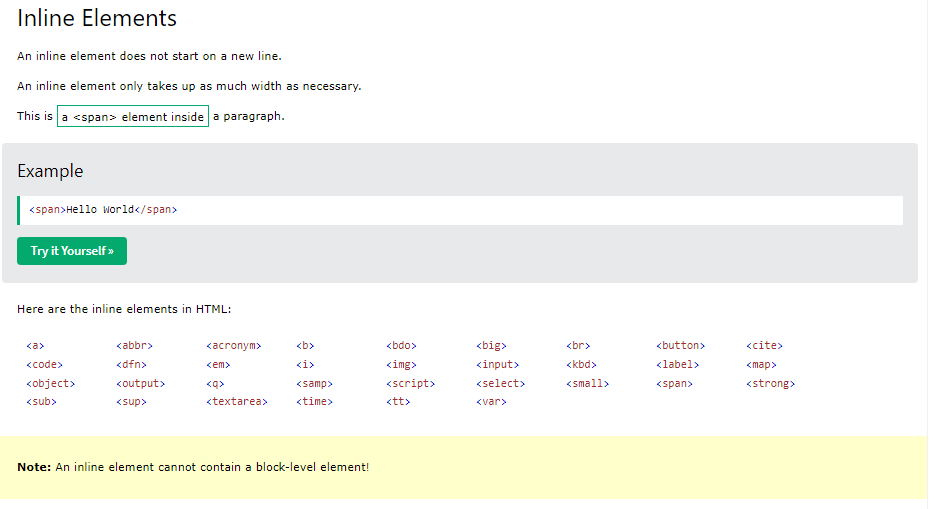 Inline Elements
An inline element does not start on a new line.
An inline element only takes up as much width as necessary.
This is a <span> element inside a paragraph.
Example
<span>Hello World</span>
Try it Yourself »
Here are the inline elements in HTML:
<a> <abbr> <acronym> <b> <bdo> <big> <br> <button> <cite>
<code> <dfn> <em> <i> <img> <input> <kbd> <label> <map>
<object> <output> <q> <samp> <script> <select> <small> <span> <strong>
<sub> <sup> <textarea> <time> <tt> <var>
Note: An inline element cannot contain a block-level element!